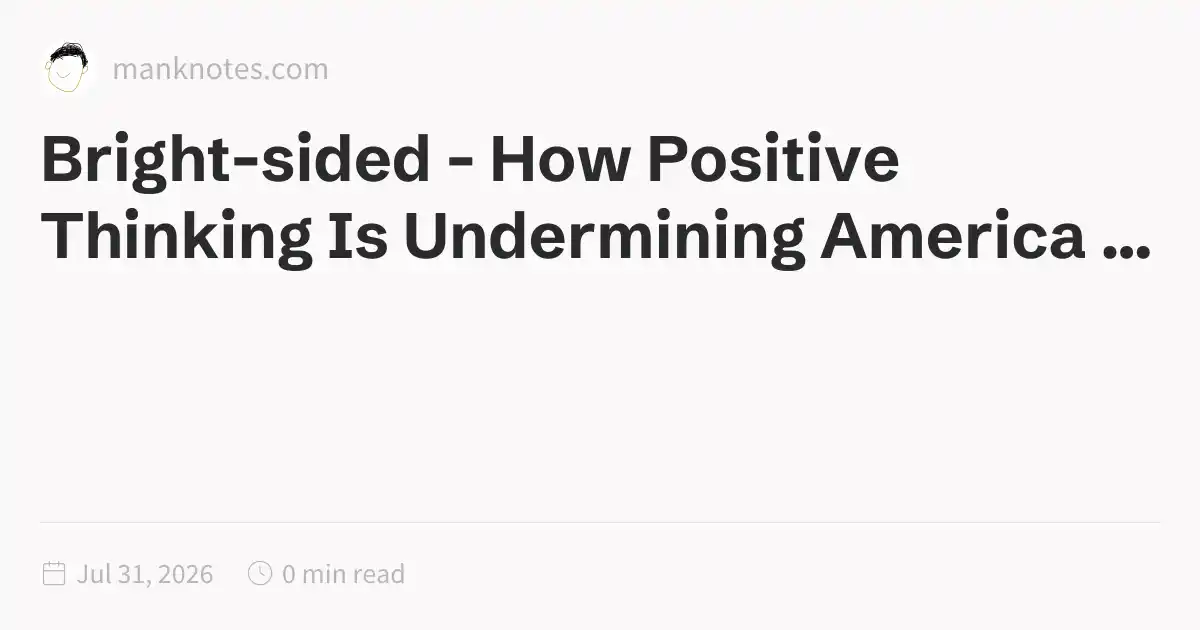 manknotes.com
Bright-sided - How Positive
Thinking Is Undermining America ...
Jul 31, 2026 0 min read